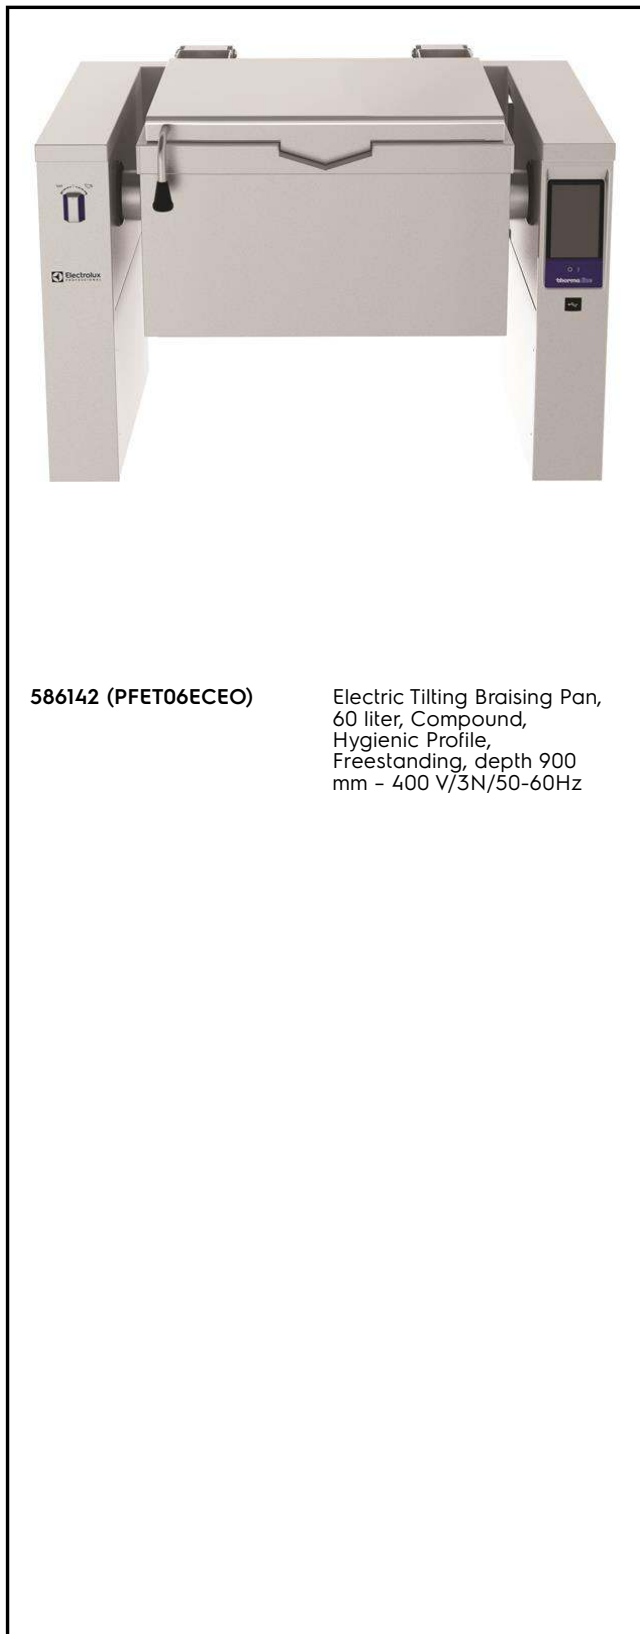 Electrolux
PROFESSIONAL
thermaline
586142 (PFET06ECEO)
Electric Tilting Braising Pan,
60 liter, Compound,
Hygienic Profile,
Freestanding, depth 900
mm – 400 V/3N/50-60Hz